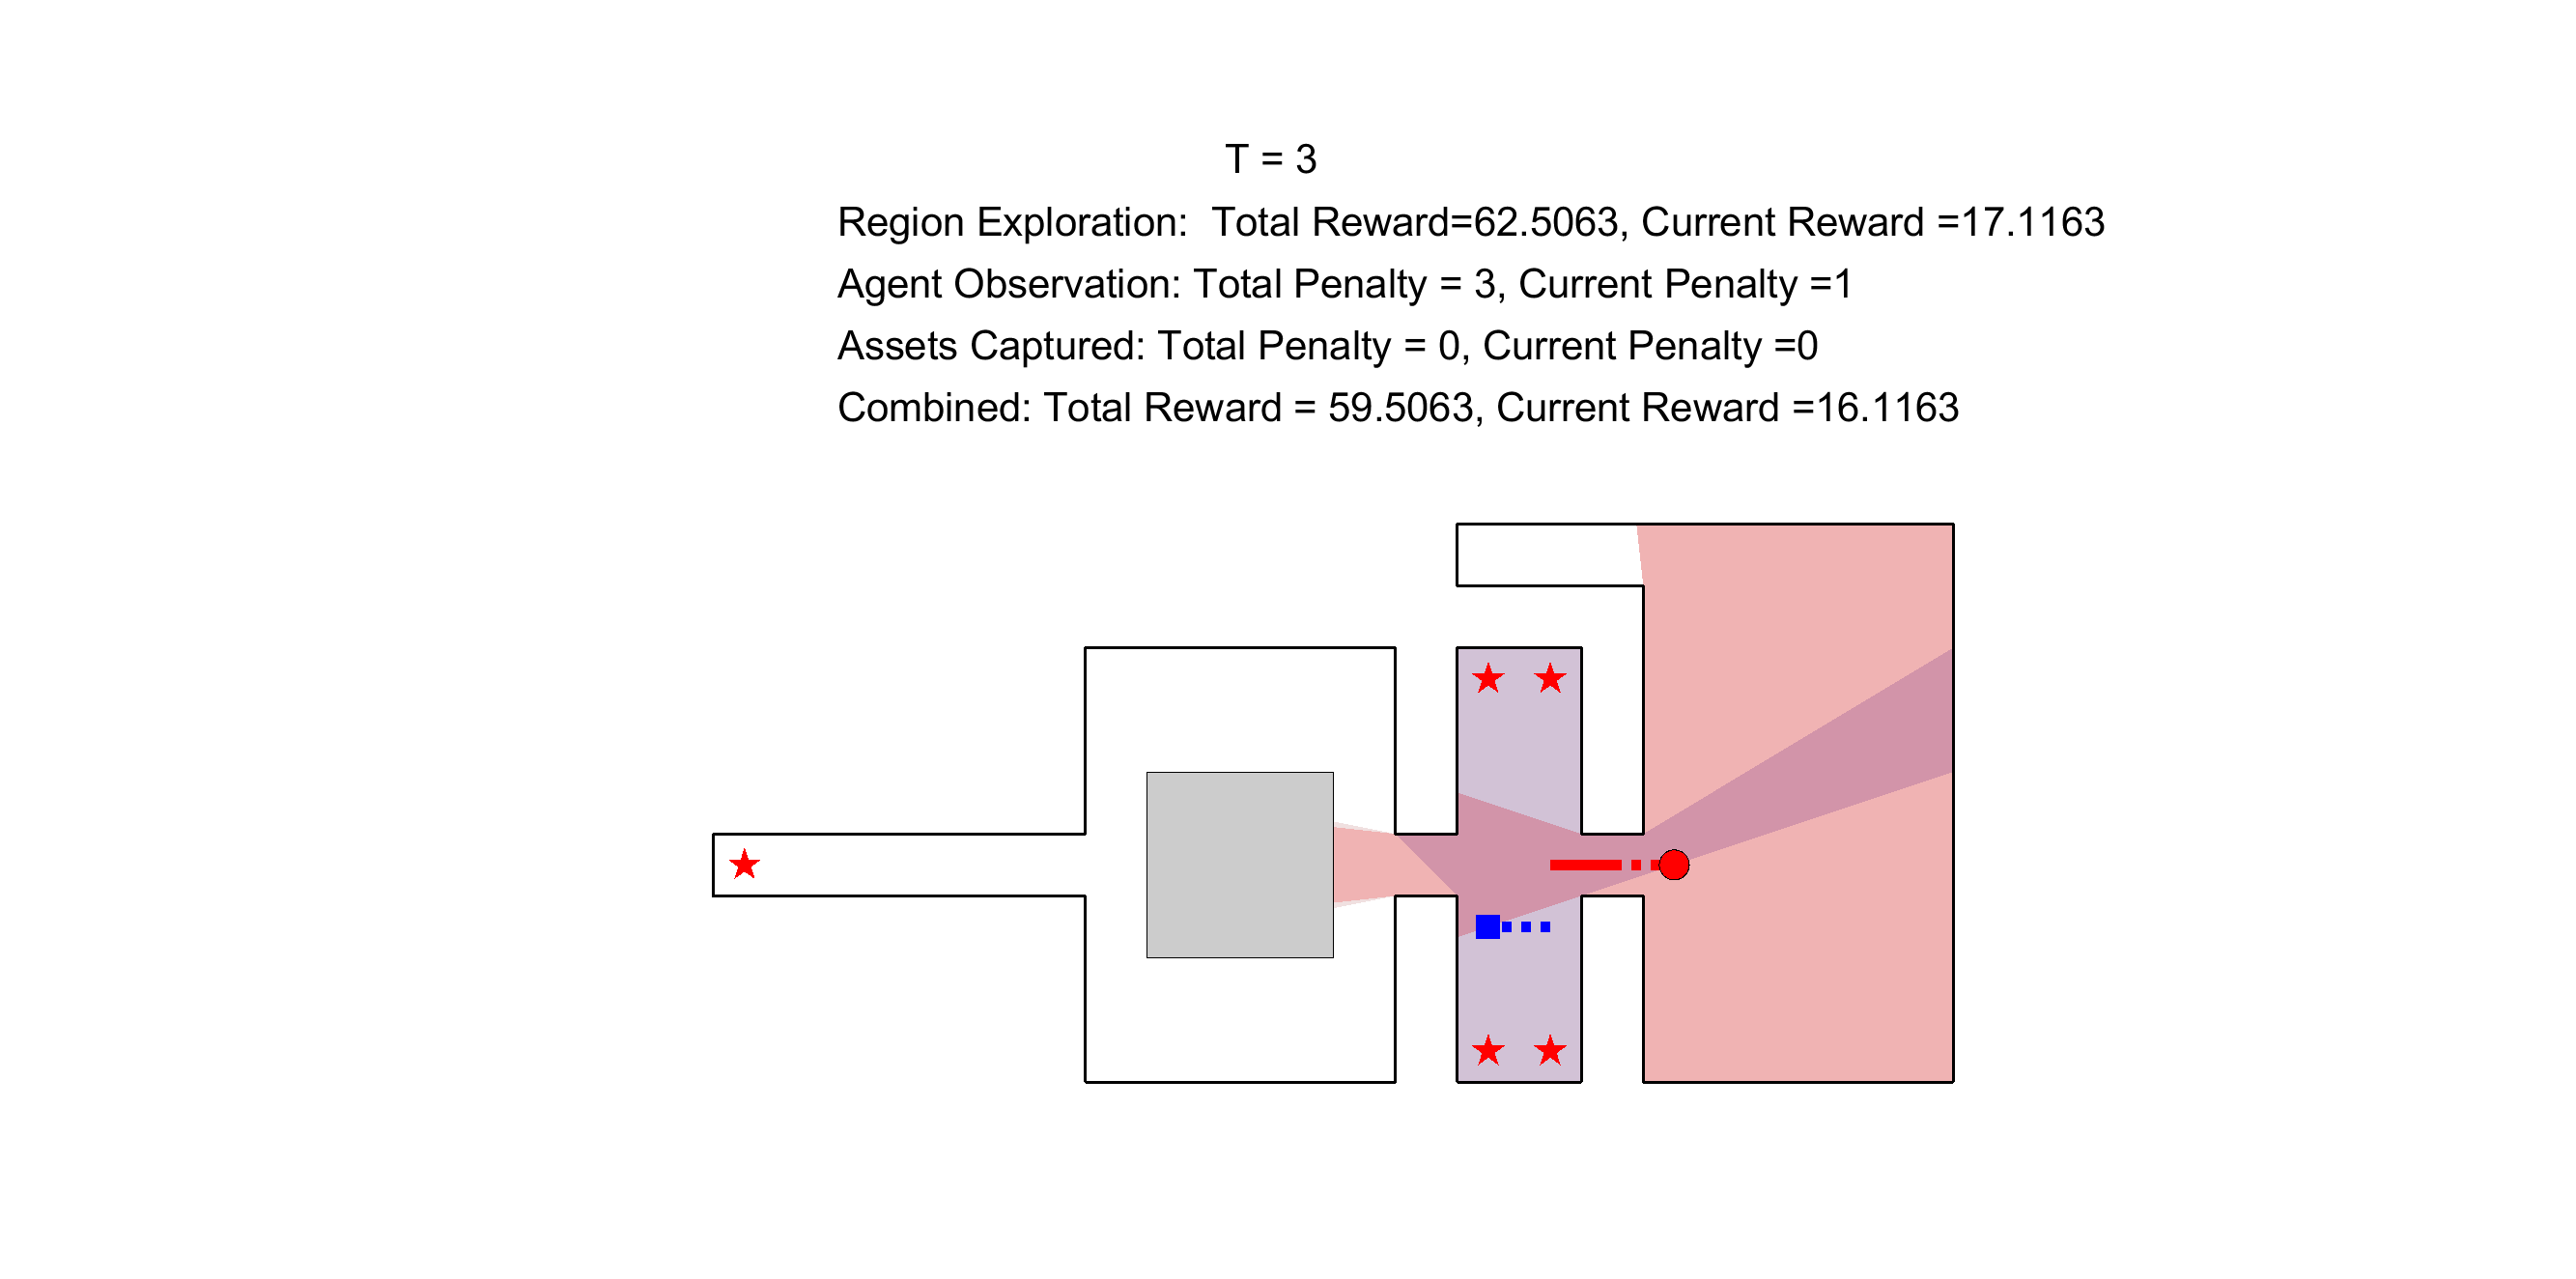 T = 3
Region Exploration:  Total Reward=62.5063, Current Reward =17.1163
Agent Observation: Total Penalty = 3, Current Penalty =1
Assets Captured: Total Penalty = 0, Current Penalty =0
Combined: Total Reward = 59.5063, Current Reward =16.1163